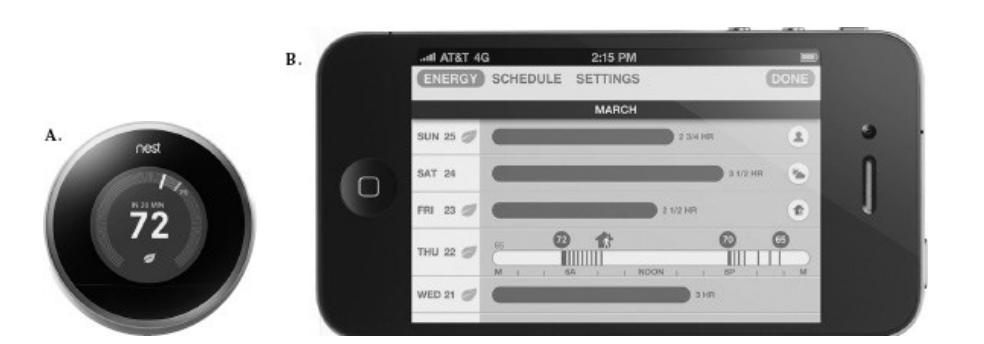 A.
nest
IN 20 MIN
72
B.
AT&T 4G 2:15 PM
ENERGY SCHEDULE SETTINGS DONE
MARCH
SUN 25 2 3/4 HR
SAT 24 3 1/2 HR
FRI 23 2 1/2 HR
THU 22 65 72 70 65
M 6A NOON 6P M
WED 21 3 HR